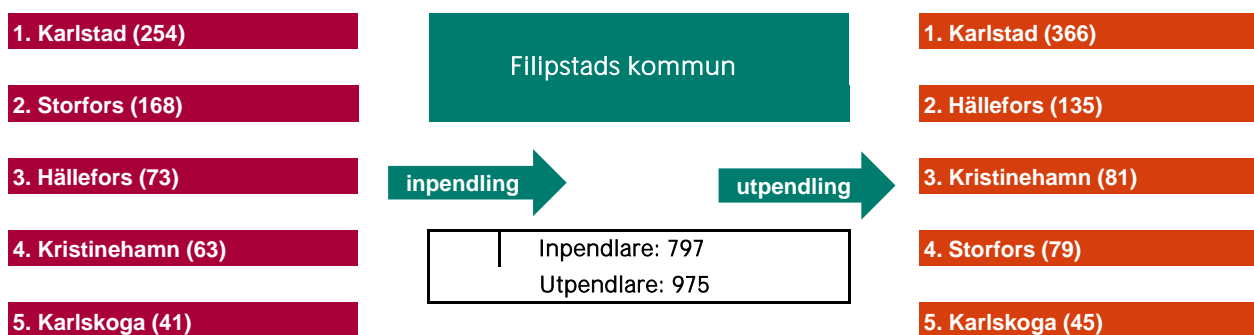 1. Karlstad (254)
2. Storfors (168)
3. Hällefors (73)
4. Kristinehamn (63)
5. Karlskoga (41)
Filipstads kommun
inpendling
utpendling
Inpendlare: 797
Utpendlare: 975
1. Karlstad (366)
2. Hällefors (135)
3. Kristinehamn (81)
4. Storfors (79)
5. Karlskoga (45)